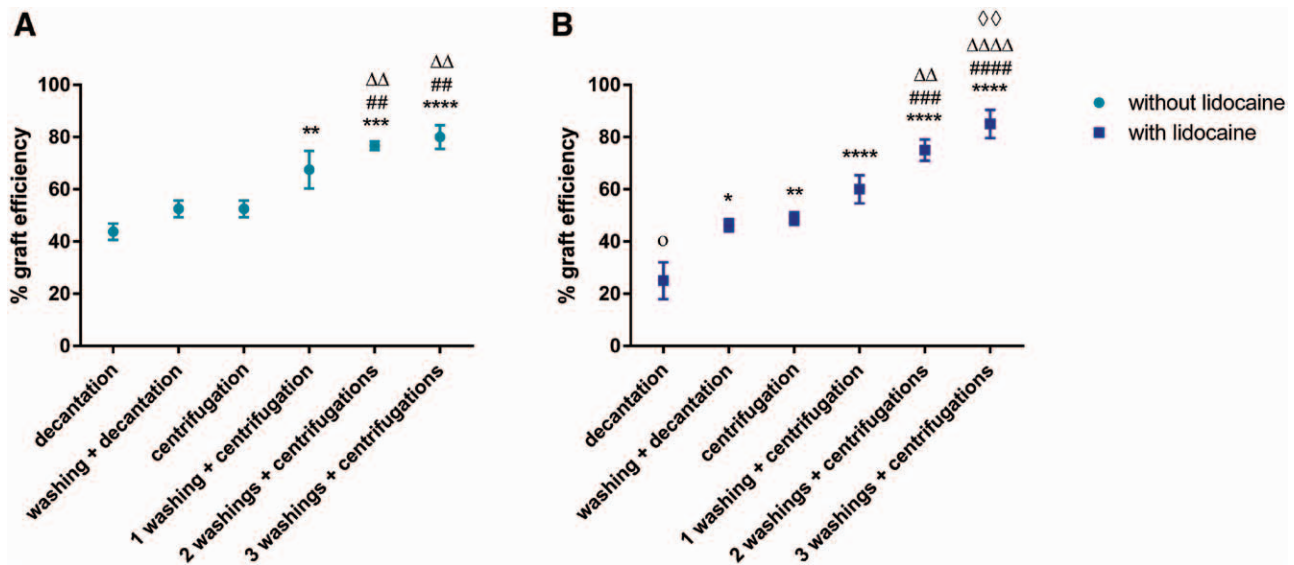 A
% graft efficiency
100
80
60
40
20
0
**
ΔΔ
##
***
ΔΔ
##
****
decantation
washing + decantation
centrifugation
1 washing + centrifugation
2 washings + centrifugations
3 washings + centrifugations
B
% graft efficiency
100
80
60
40
20
0
o
*
**
****
ΔΔ
###
****
◊◊
ΔΔΔΔ
####
****
decantation
washing + decantation
centrifugation
1 washing + centrifugation
2 washings + centrifugations
3 washings + centrifugations
without lidocaine
with lidocaine